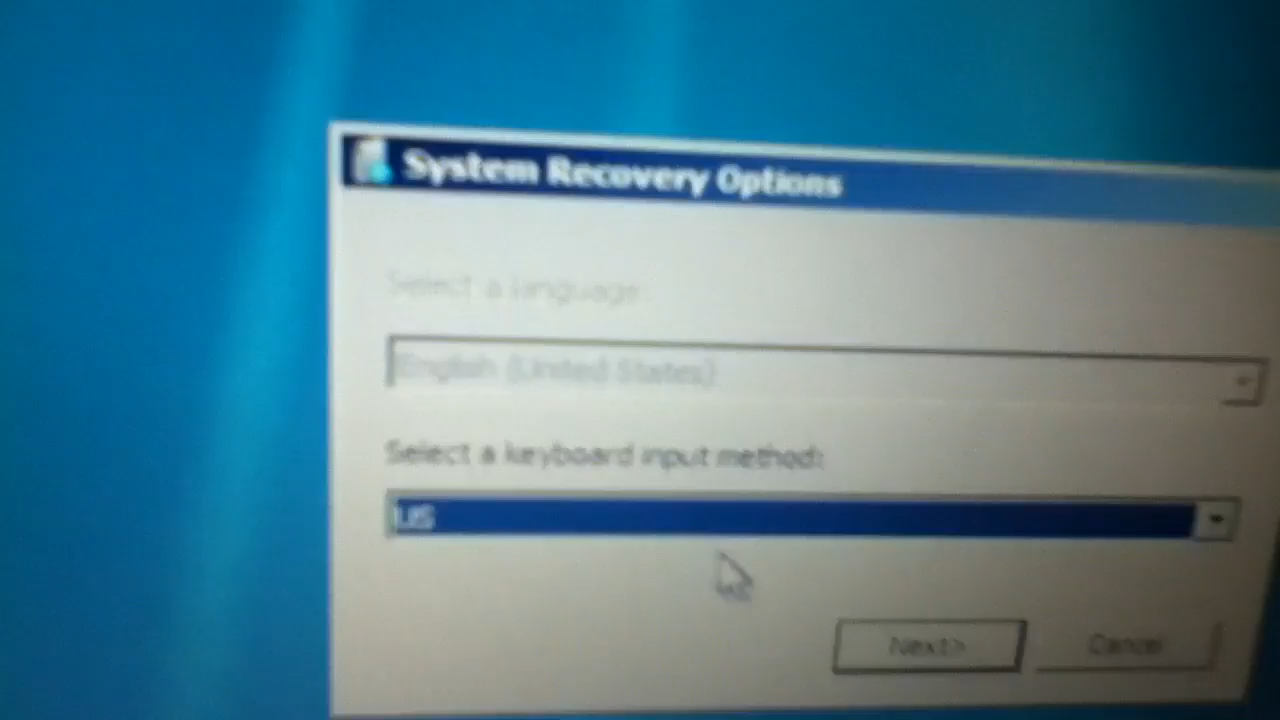 System Recovery Options
Select a language:
English (United States)
Select a keyboard input method:
US
Next>
Cancel